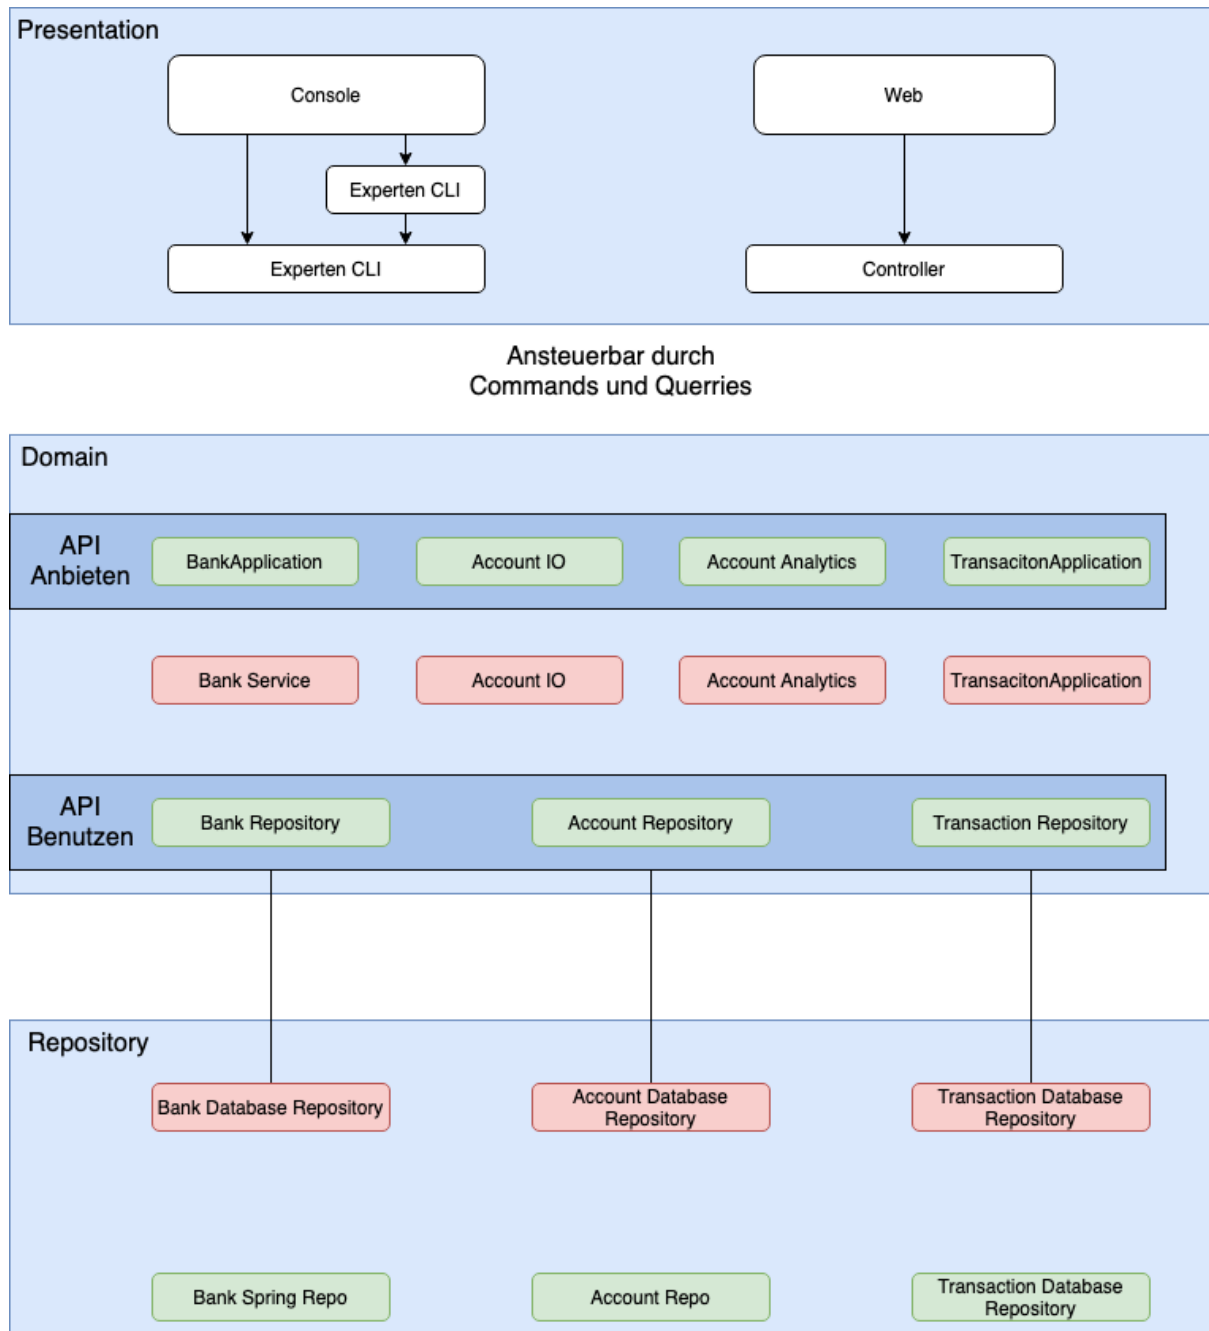 Presentation
Console
Web
Experten CLI
Experten CLI
Controller
Ansteuerbar durch
Commands und Querries
Domain
API
Anbieten
BankApplication
Account IO
Account Analytics
TransacitonApplication
Bank Service
Account IO
Account Analytics
TransacitonApplication
API
Benutzen
Bank Repository
Account Repository
Transaction Repository
Repository
Bank Database Repository
Account Database
Repository
Transaction Database
Repository
Bank Spring Repo
Account Repo
Transaction Database
Repository